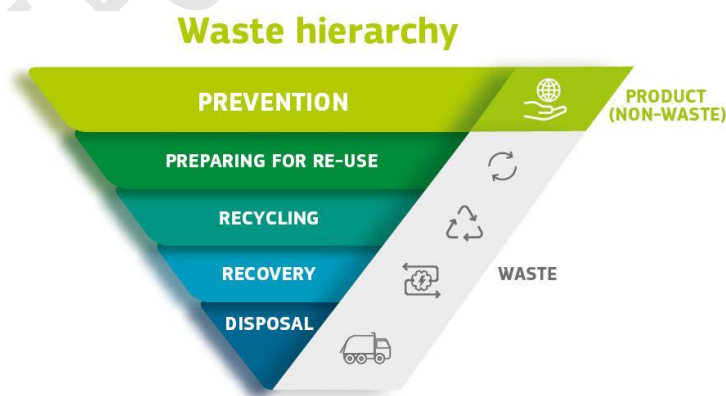 Waste hierarchy
PREVENTION
PRODUCT
(NON-WASTE)
PREPARING FOR RE-USE
RECYCLING
RECOVERY
WASTE
DISPOSAL